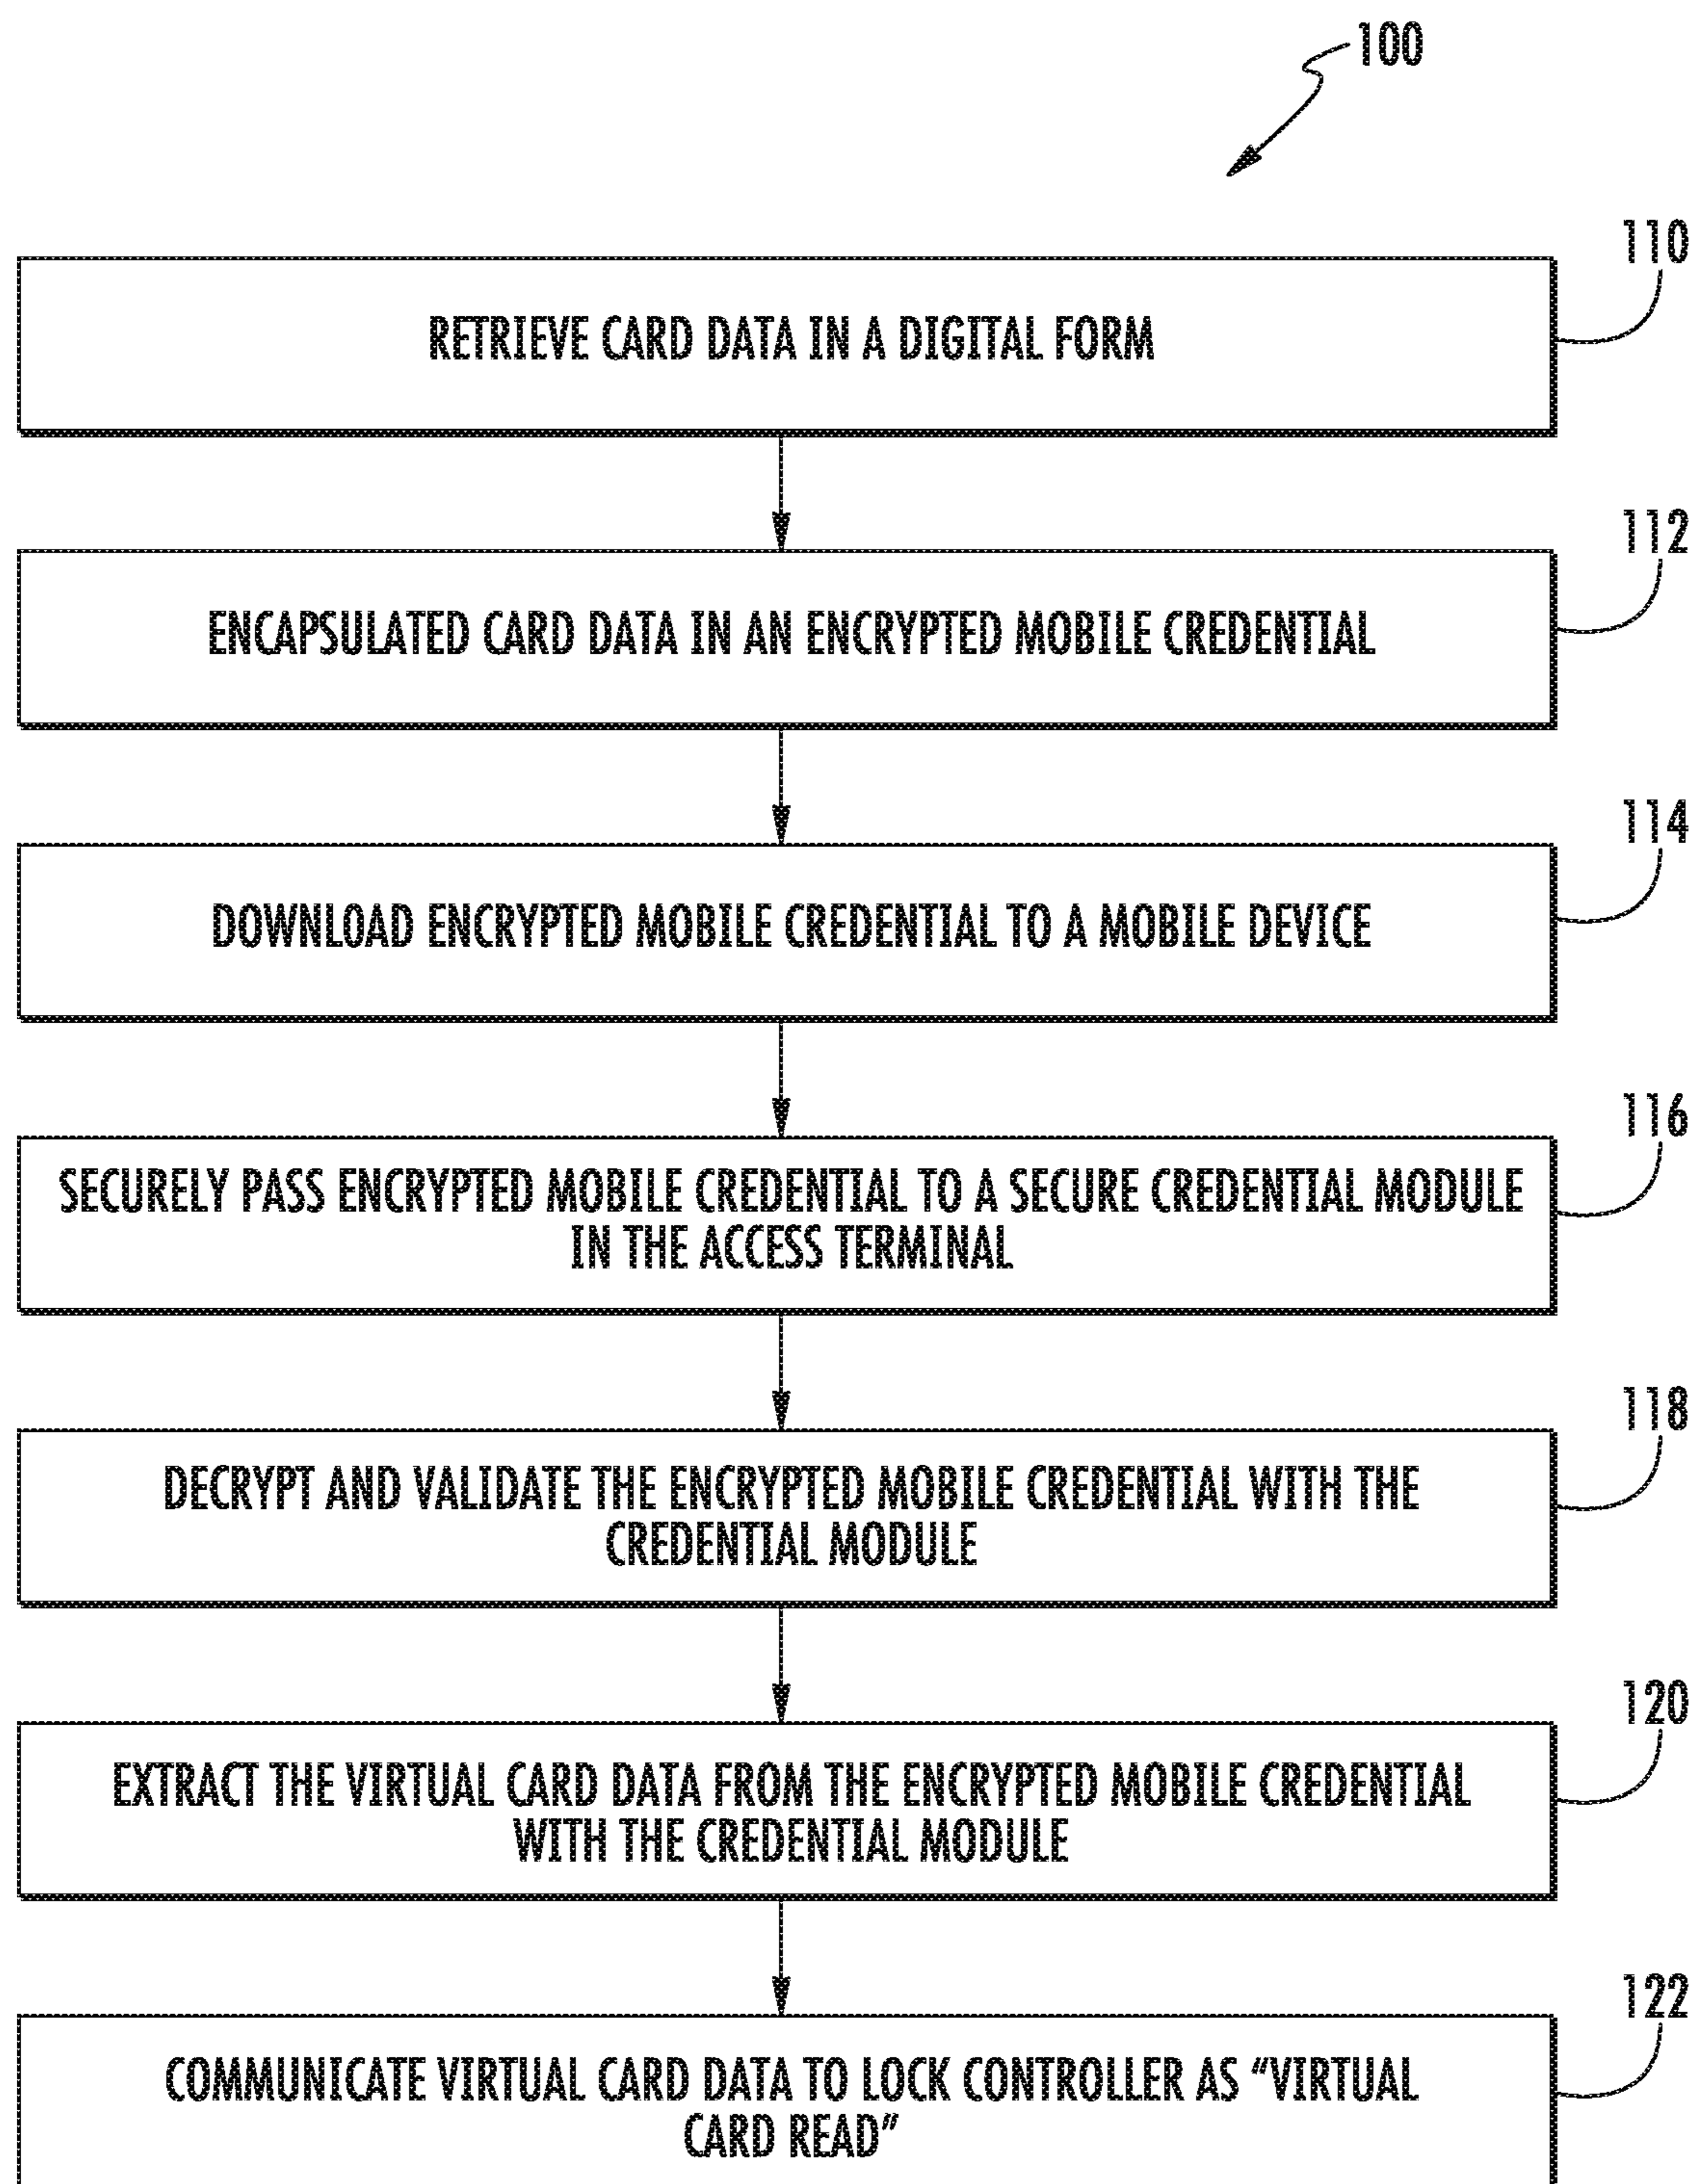 100
110
RETRIEVE CARD DATA IN A DIGITAL FORM
112
ENCAPSULATED CARD DATA IN AN ENCRYPTED MOBILE CREDENTIAL
114
DOWNLOAD ENCRYPTED MOBILE CREDENTIAL TO A MOBILE DEVICE
116
SECURELY PASS ENCRYPTED MOBILE CREDENTIAL TO A SECURE CREDENTIAL MODULE
IN THE ACCESS TERMINAL
118
DECRYPT AND VALIDATE THE ENCRYPTED MOBILE CREDENTIAL WITH THE
CREDENTIAL MODULE
120
EXTRACT THE VIRTUAL CARD DATA FROM THE ENCRYPTED MOBILE CREDENTIAL
WITH THE CREDENTIAL MODULE
122
COMMUNICATE VIRTUAL CARD DATA TO LOCK CONTROLLER AS “VIRTUAL
CARD READ”